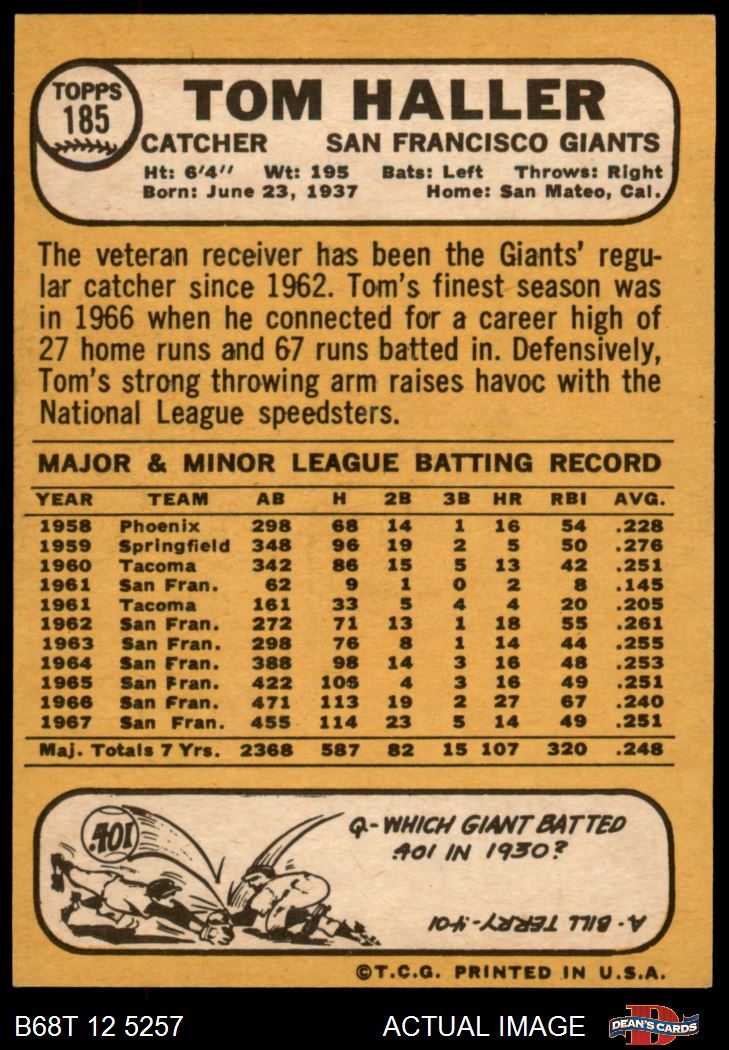 TOPPS
185
TOM HALLER
CATCHER SAN FRANCISCO GIANTS
Ht: 6'4" Wt: 195 Bats: Left Throws: Right
Born: June 23, 1937 Home: San Mateo, Cal.
The veteran receiver has been the Giants' regu-
lar catcher since 1962. Tom's finest season was
in 1966 when he connected for a career high of
27 home runs and 67 runs batted in. Defensively,
Tom's strong throwing arm raises havoc with the
National League speedsters.
MAJOR & MINOR LEAGUE BATTING RECORD
YEAR TEAM AB H 2B 3B HR RBI AVG.
1958 Phoenix 298 68 14 1 16 54 .228
1959 Springfield 348 96 19 2 5 50 .276
1960 Tacoma 342 86 15 5 13 42 .251
1961 San Fran. 62 9 1 0 2 8 .145
1961 Tacoma 161 33 5 4 4 20 .205
1962 San Fran. 272 71 13 1 18 55 .261
1963 San Fran. 298 76 8 1 14 44 .255
1964 San Fran. 388 98 14 3 16 48 .253
1965 San Fran. 422 106 4 3 16 49 .251
1966 San Fran. 471 113 19 2 27 67 .240
1967 San Fran. 455 114 23 5 14 49 .251
Maj. Totals 7 Yrs. 2368 587 82 15 107 320 .248
.401
Q-WHICH GIANT BATTED
.401 IN 1930?
A-BILL TERRY-.401
©T.C.G. PRINTED IN U.S.A.
B68T 12 5257 ACTUAL IMAGE
D
DEAN'S CARDS